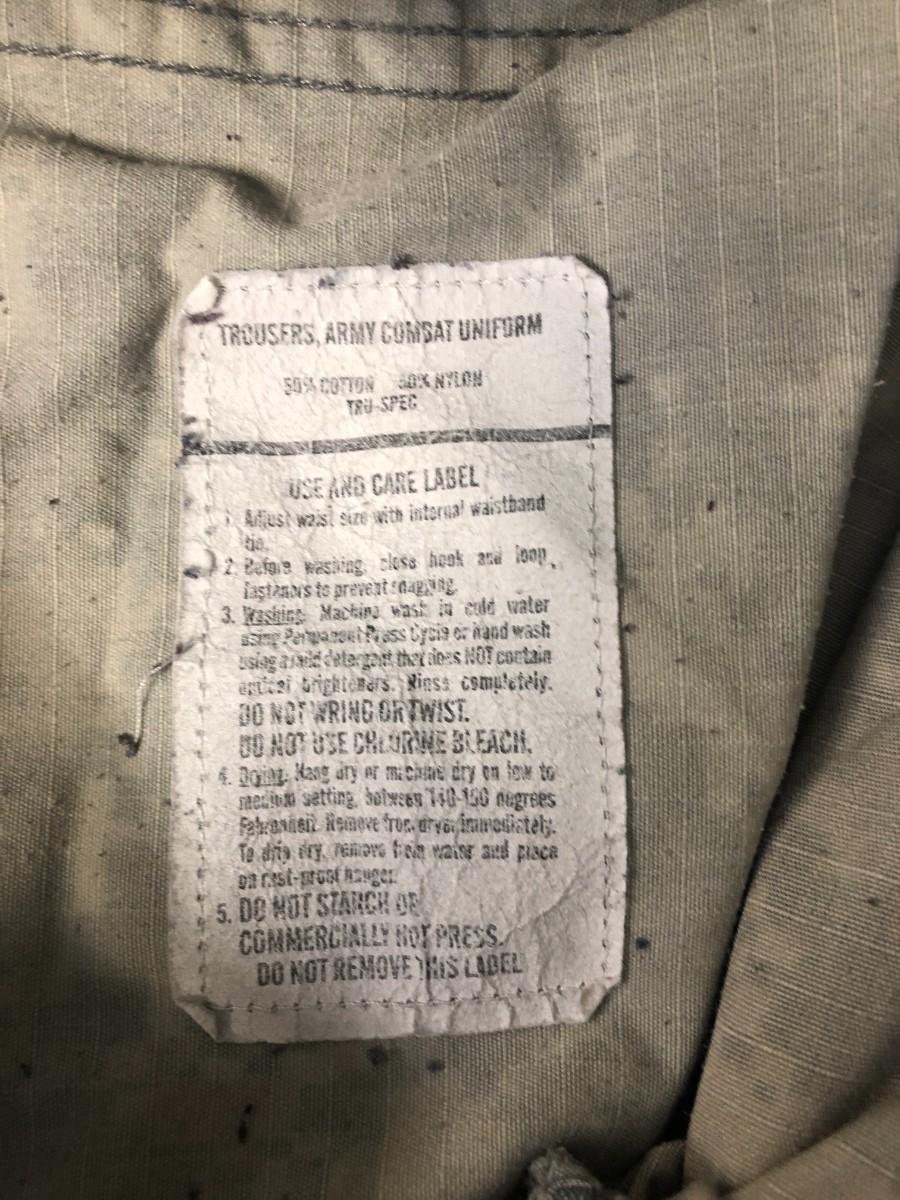 TROUSERS, ARMY COMBAT UNIFORM
50% COTTON 50% NYLON
TRU-SPEC
USE AND CARE LABEL
1. Adjust waist size with internal waistband
tie.
2. Before washing, close hook and loop
fasteners to prevent snagging.
3. Washing: Machine wash in cold water
using Permanent Press Cycle or hand wash
using a mild detergent that does NOT contain
optical brighteners. Rinse completely.
DO NOT WRING OR TWIST.
DO NOT USE CHLORINE BLEACH.
4. Drying: Hang dry or machine dry on low to
medium setting, between 140-150 degrees
Fahrenheit. Remove from dryer immediately.
To drip dry, remove from water and place
on rust-proof hanger.
5. DO NOT STARCH OR
COMMERCIALLY HOT PRESS.
DO NOT REMOVE THIS LABEL